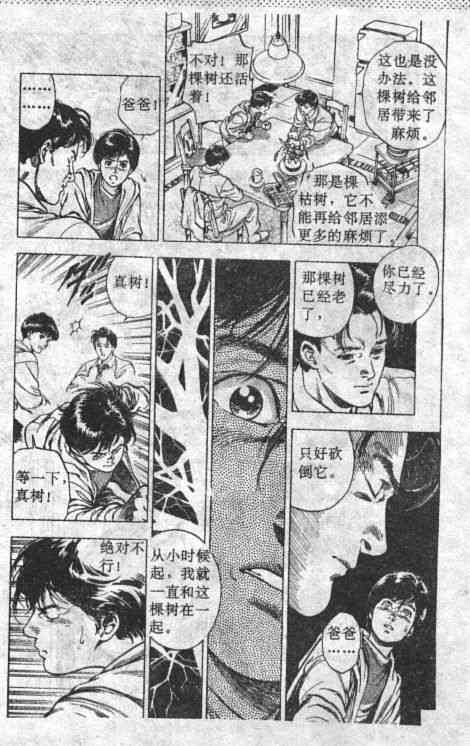 这也是没
办法。这
棵树给邻
居带来了
麻烦。
不对！那
棵树还活
着！
那是棵
枯树，它不
能再给邻居添
更多的麻烦了。
爸爸！
……
……
你已经
尽力了。
那棵树
已经老
了，
只好砍
倒它。
爸爸
……
从小时候
起，我就
一直和这
棵树在一
起。
真树！
等一下，
真树！
绝对不
行！